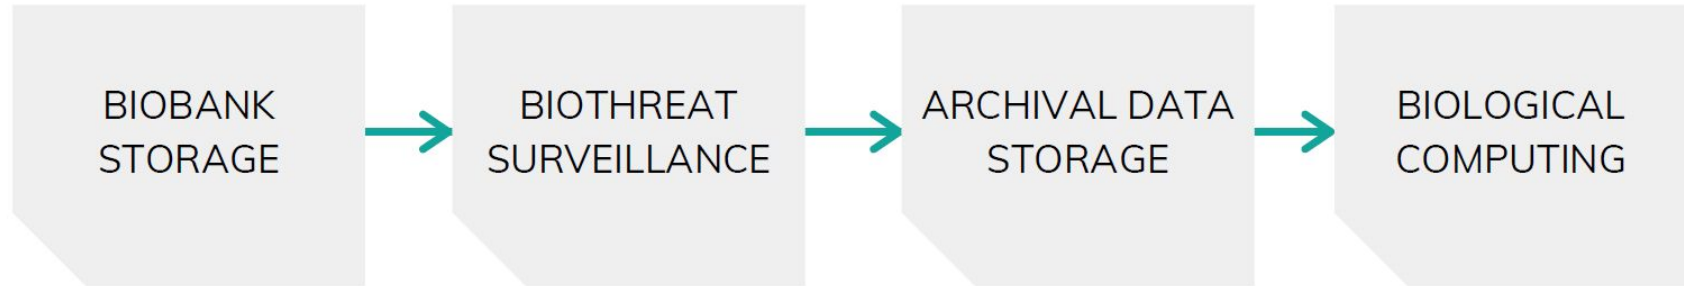 BIOBANK
STORAGE
BIOTHREAT
SURVEILLANCE
ARCHIVAL DATA
STORAGE
BIOLOGICAL
COMPUTING